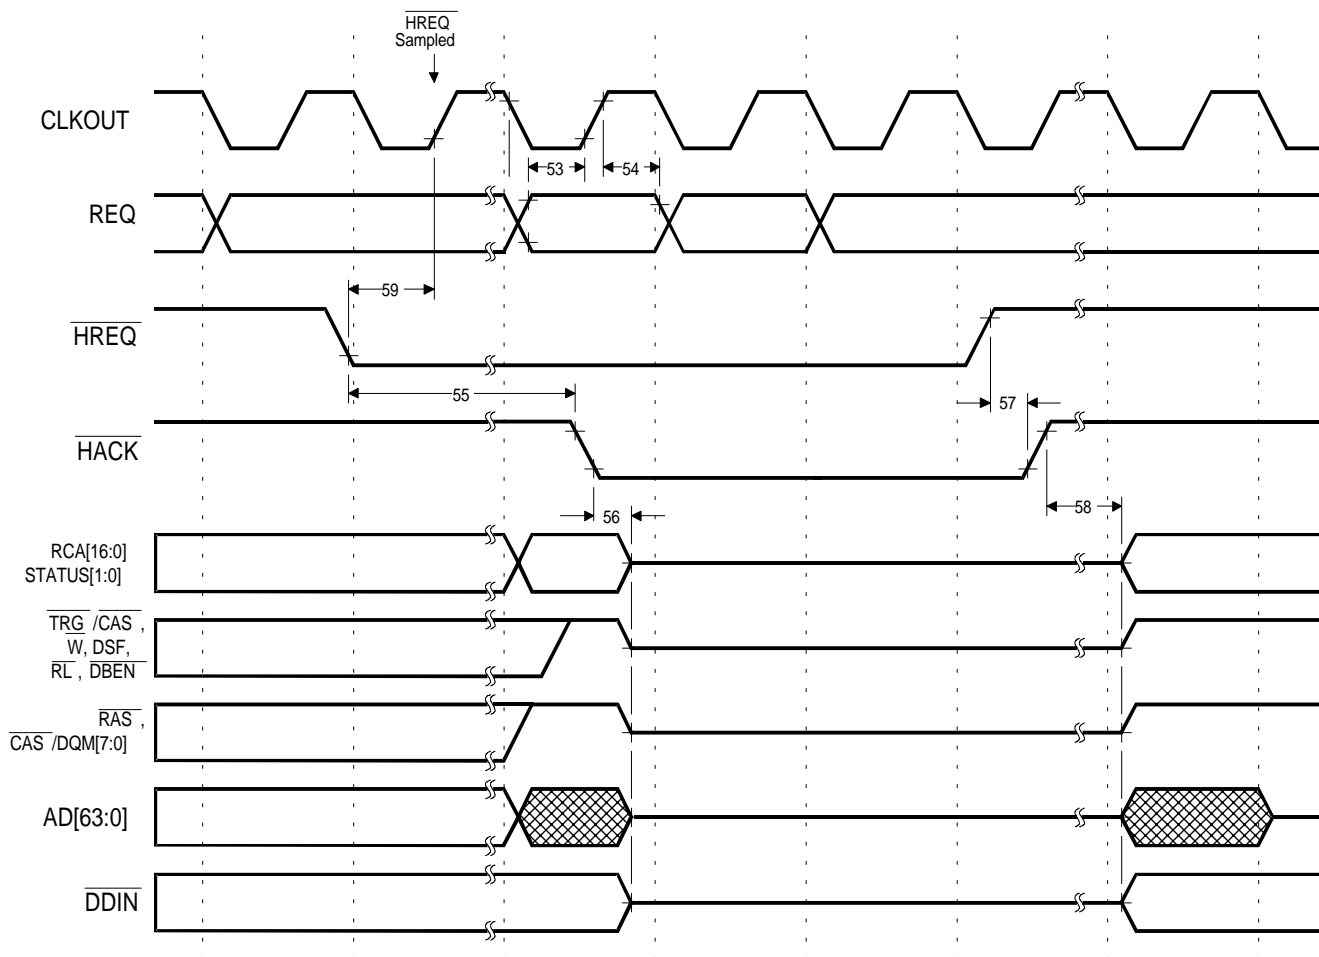 HREQ
Sampled
CLKOUT
53
54
REQ
59
HREQ
55
57
HACK
56
58
RCA[16:0]
STATUS[1:0]
TRG /CAS ,
W, DSF,
RL , DBEN
RAS ,
CAS /DQM[7:0]
AD[63:0]
DDIN